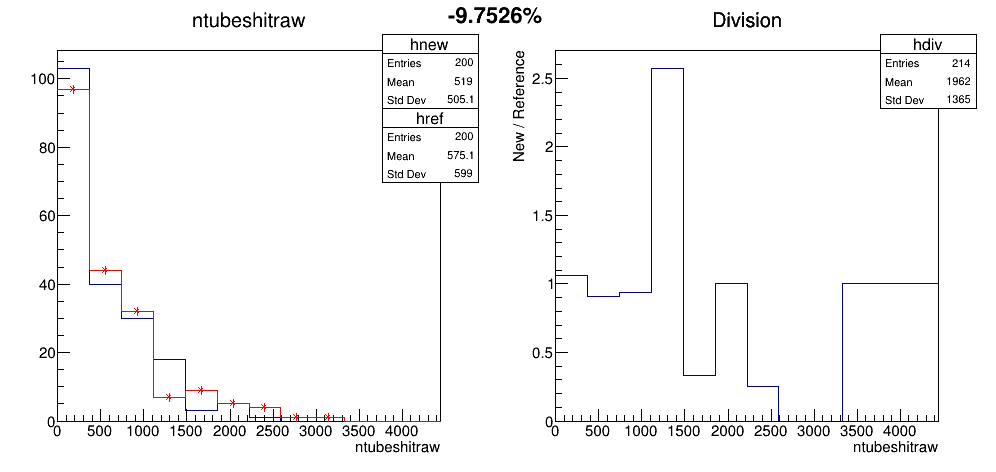 -9.7526%
ntubeshitraw
hnew
Entries 200
Mean 519
Std Dev 505.1
href
Entries 200
Mean 575.1
Std Dev 599
100
80
60
40
20
0
0 500 1000 1500 2000 2500 3000 3500 4000
ntubeshitraw
Division
hdiv
Entries 214
Mean 1962
Std Dev 1365
New / Reference
2.5
2
1.5
1
0.5
0
0 500 1000 1500 2000 2500 3000 3500 4000
ntubeshitraw